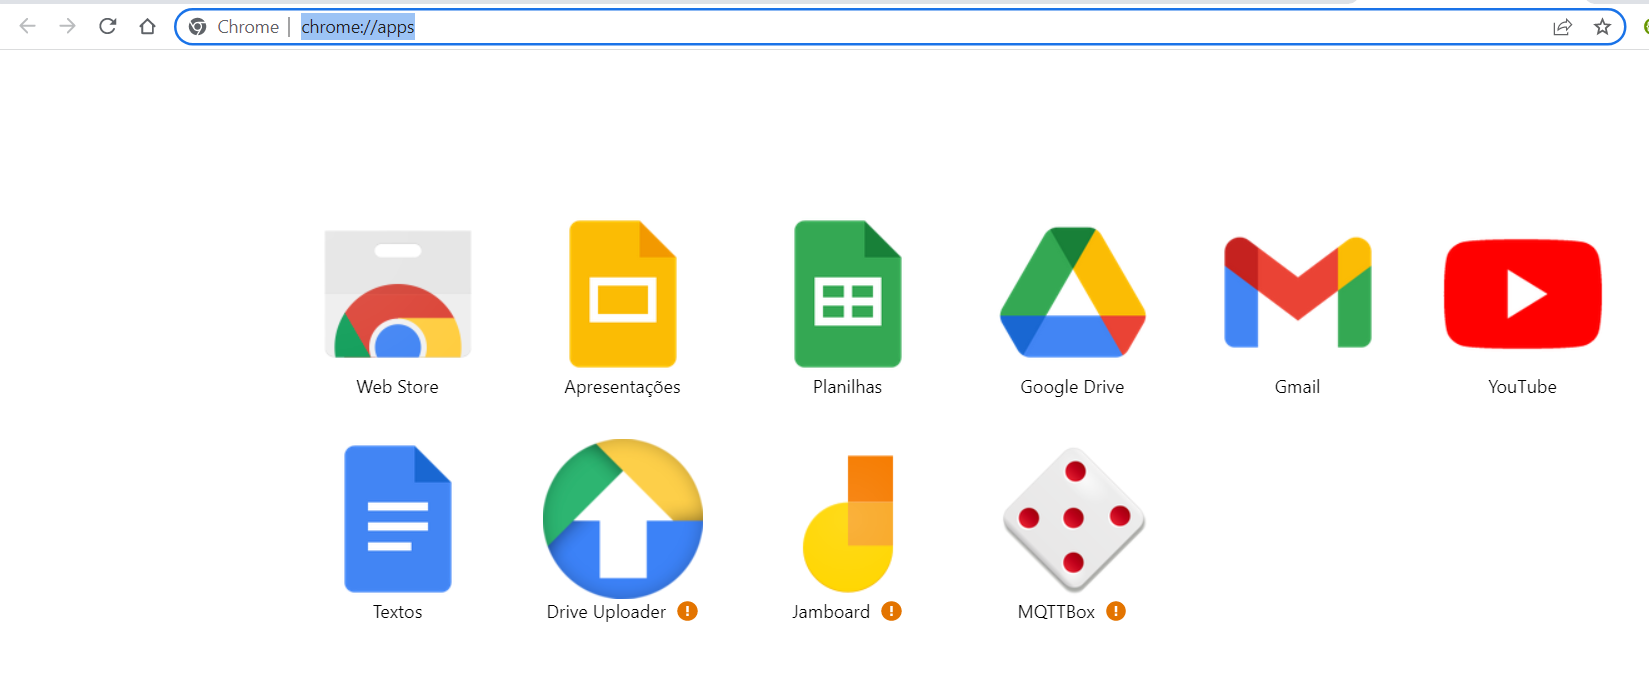 Chrome | chrome://apps
Web Store
Apresentações
Planilhas
Google Drive
Gmail
YouTube
Textos
Drive Uploader !
Jamboard !
MQTTBox !